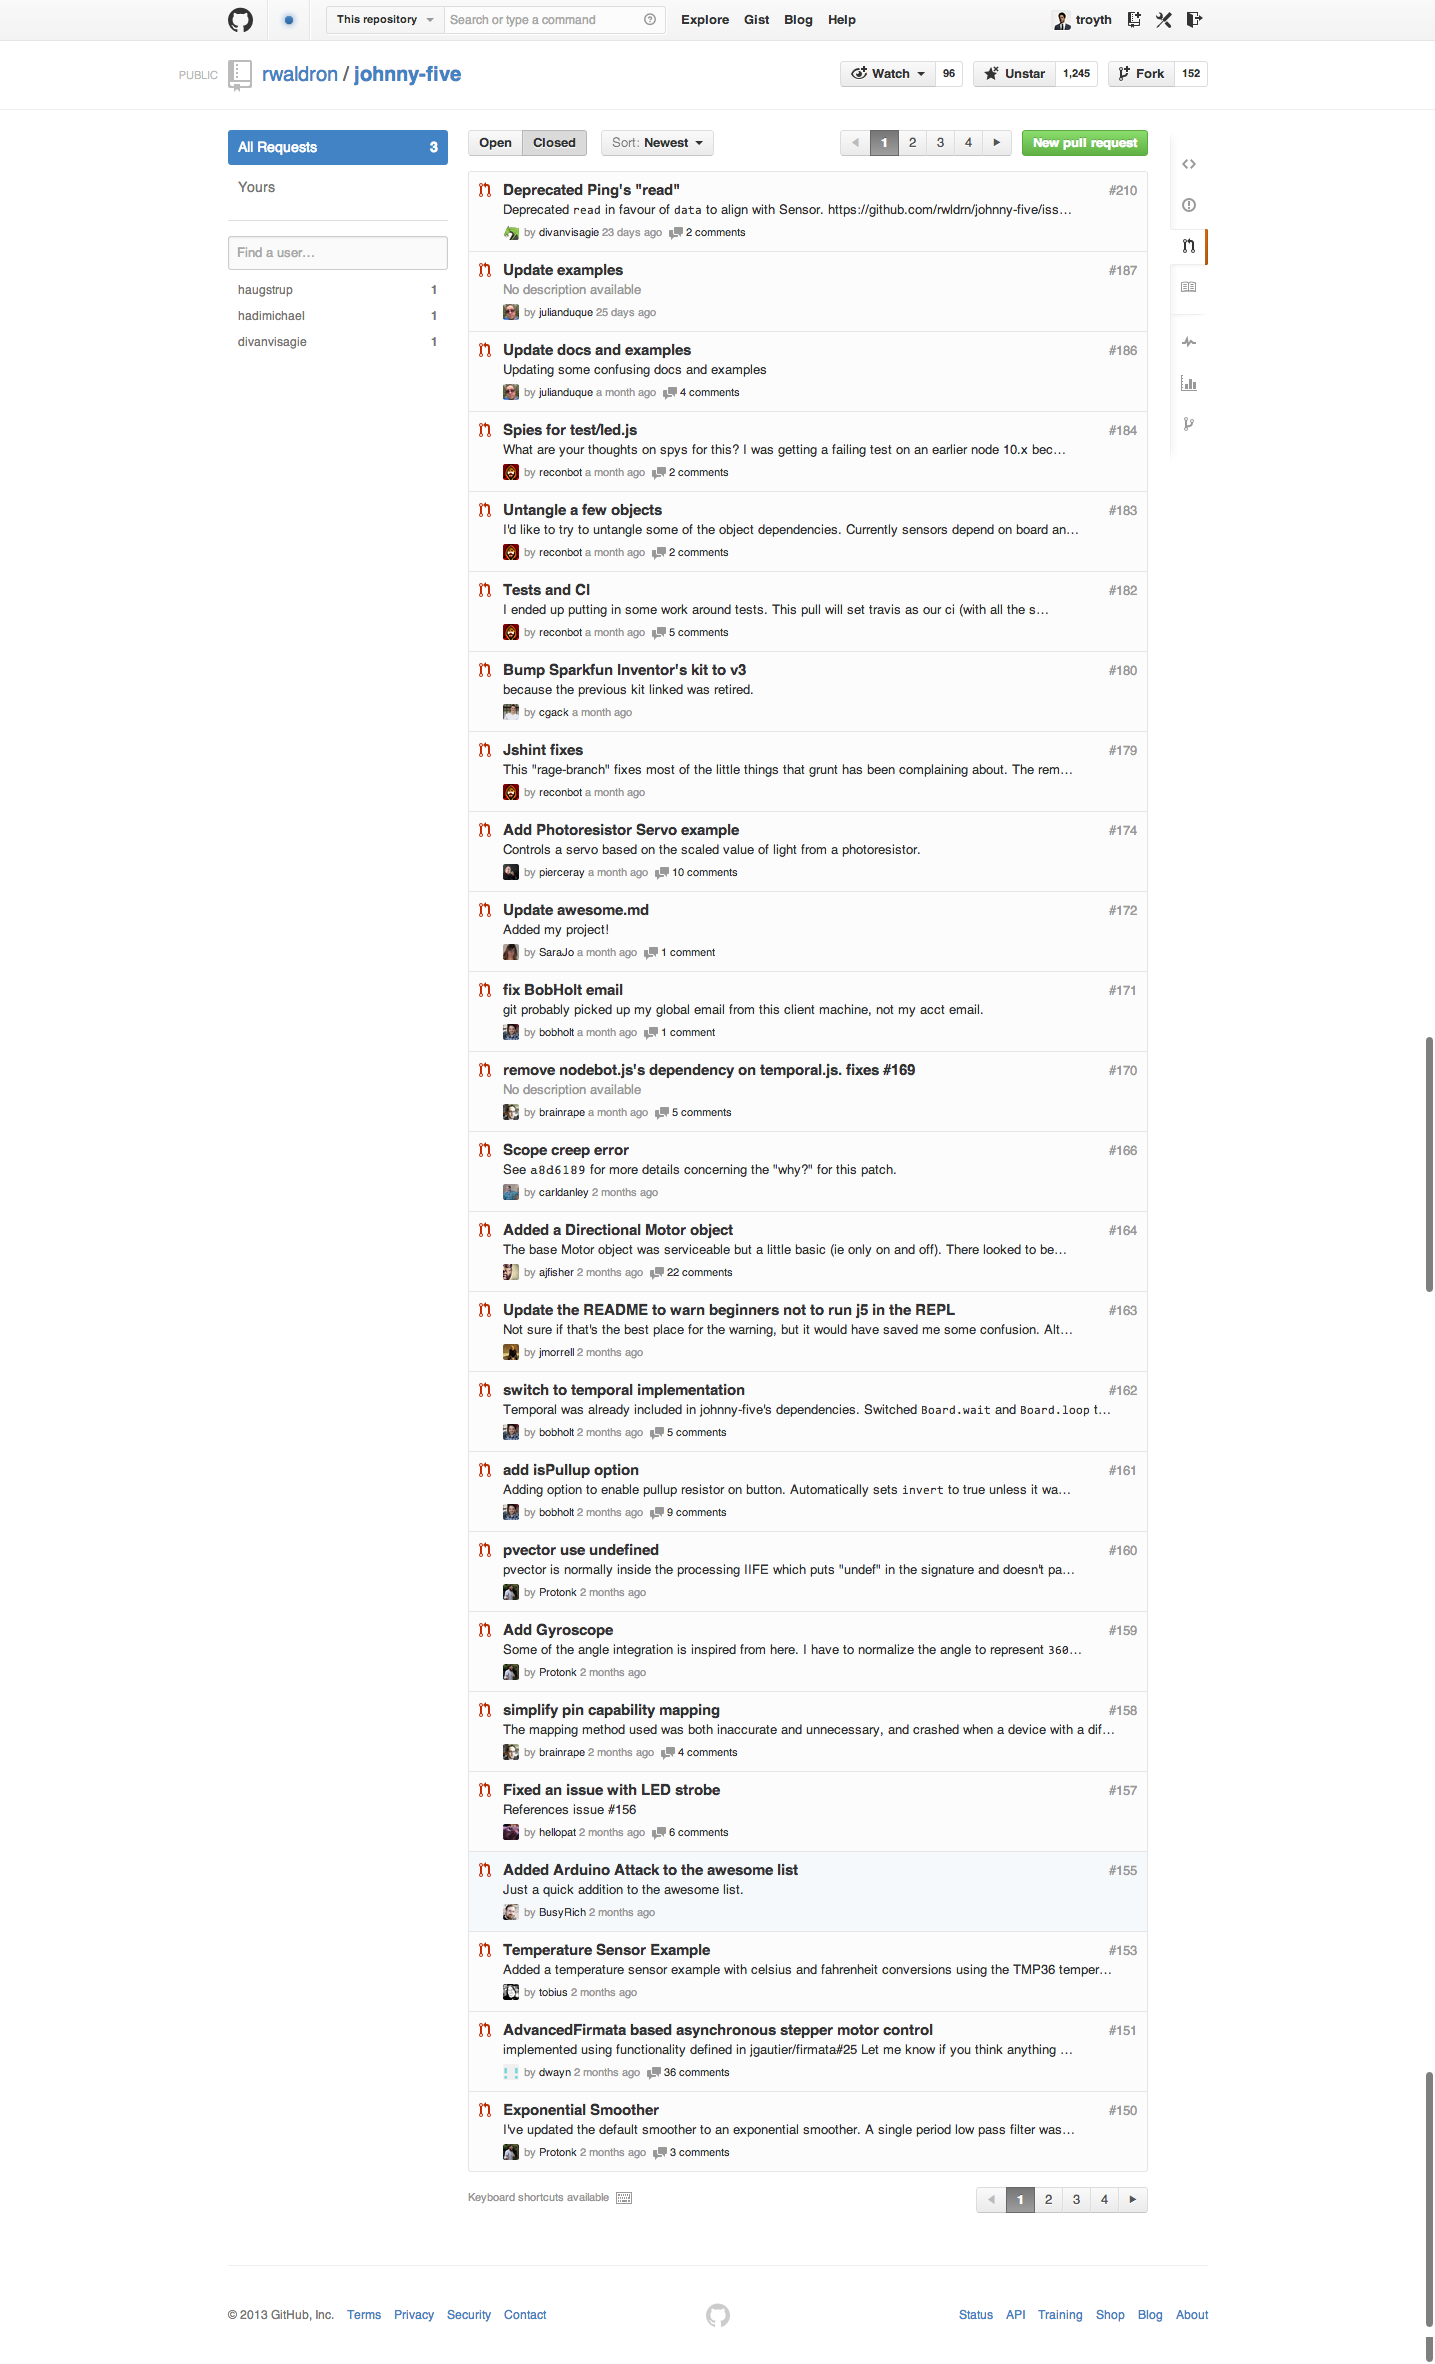 This repository Search or type a command Explore Gist Blog Help troyth
PUBLIC rwaldron / johnny-five Watch 96 Unstar 1,245 Fork 152
All Requests 3
Yours
Find a user...
haugstrup 1
hadimichael 1
divanvisagie 1
Open Closed Sort: Newest 1 2 3 4 New pull request
Deprecated Ping's "read" #210
Deprecated read in favour of data to align with Sensor. https://github.com/rwldrn/johnny-five/iss...
by divanvisagie 23 days ago 2 comments
Update examples #187
No description available
by julianduque 25 days ago
Update docs and examples #186
Updating some confusing docs and examples
by julianduque a month ago 4 comments
Spies for test/led.js #184
What are your thoughts on spys for this? I was getting a failing test on an earlier node 10.x bec...
by reconbot a month ago 2 comments
Untangle a few objects #183
I'd like to try to untangle some of the object dependencies. Currently sensors depend on board an...
by reconbot a month ago 2 comments
Tests and CI #182
I ended up putting in some work around tests. This pull will set travis as our ci (with all the s...
by reconbot a month ago 5 comments
Bump Sparkfun Inventor's kit to v3 #180
because the previous kit linked was retired.
by cgack a month ago
Jshint fixes #179
This "rage-branch" fixes most of the little things that grunt has been complaining about. The rem...
by reconbot a month ago
Add Photoresistor Servo example #174
Controls a servo based on the scaled value of light from a photoresistor.
by pierceray a month ago 10 comments
Update awesome.md #172
Added my project!
by SaraJo a month ago 1 comment
fix BobHolt email #171
git probably picked up my global email from this client machine, not my acct email.
by bobholt a month ago 1 comment
remove nodebot.js's dependency on temporal.js. fixes #169 #170
No description available
by brainrape a month ago 5 comments
Scope creep error #166
See a8d6189 for more details concerning the "why?" for this patch.
by carldanley 2 months ago
Added a Directional Motor object #164
The base Motor object was serviceable but a little basic (ie only on and off). There looked to be...
by ajfisher 2 months ago 22 comments
Update the README to warn beginners not to run j5 in the REPL #163
Not sure if that's the best place for the warning, but it would have saved me some confusion. Alt...
by jmorrell 2 months ago
switch to temporal implementation #162
Temporal was already included in johnny-five's dependencies. Switched Board.wait and Board.loop t...
by bobholt 2 months ago 5 comments
add isPullup option #161
Adding option to enable pullup resistor on button. Automatically sets invert to true unless it wa...
by bobholt 2 months ago 9 comments
pvector use undefined #160
pvector is normally inside the processing IIFE which puts "undef" in the signature and doesn't pa...
by Protonk 2 months ago
Add Gyroscope #159
Some of the angle integration is inspired from here. I have to normalize the angle to represent 360...
by Protonk 2 months ago
simplify pin capability mapping #158
The mapping method used was both inaccurate and unnecessary, and crashed when a device with a dif...
by brainrape 2 months ago 4 comments
Fixed an issue with LED strobe #157
References issue #156
by hellopat 2 months ago 6 comments
Added Arduino Attack to the awesome list #155
Just a quick addition to the awesome list.
by BusyRich 2 months ago
Temperature Sensor Example #153
Added a temperature sensor example with celsius and fahrenheit conversions using the TMP36 temper...
by tobius 2 months ago
AdvancedFirmata based asynchronous stepper motor control #151
implemented using functionality defined in jgautier/firmata#25 Let me know if you think anything ...
by dwayn 2 months ago 36 comments
Exponential Smoother #150
I've updated the default smoother to an exponential smoother. A single period low pass filter was...
by Protonk 2 months ago 3 comments
Keyboard shortcuts available 1 2 3 4
© 2013 GitHub, Inc. Terms Privacy Security Contact Status API Training Shop Blog About